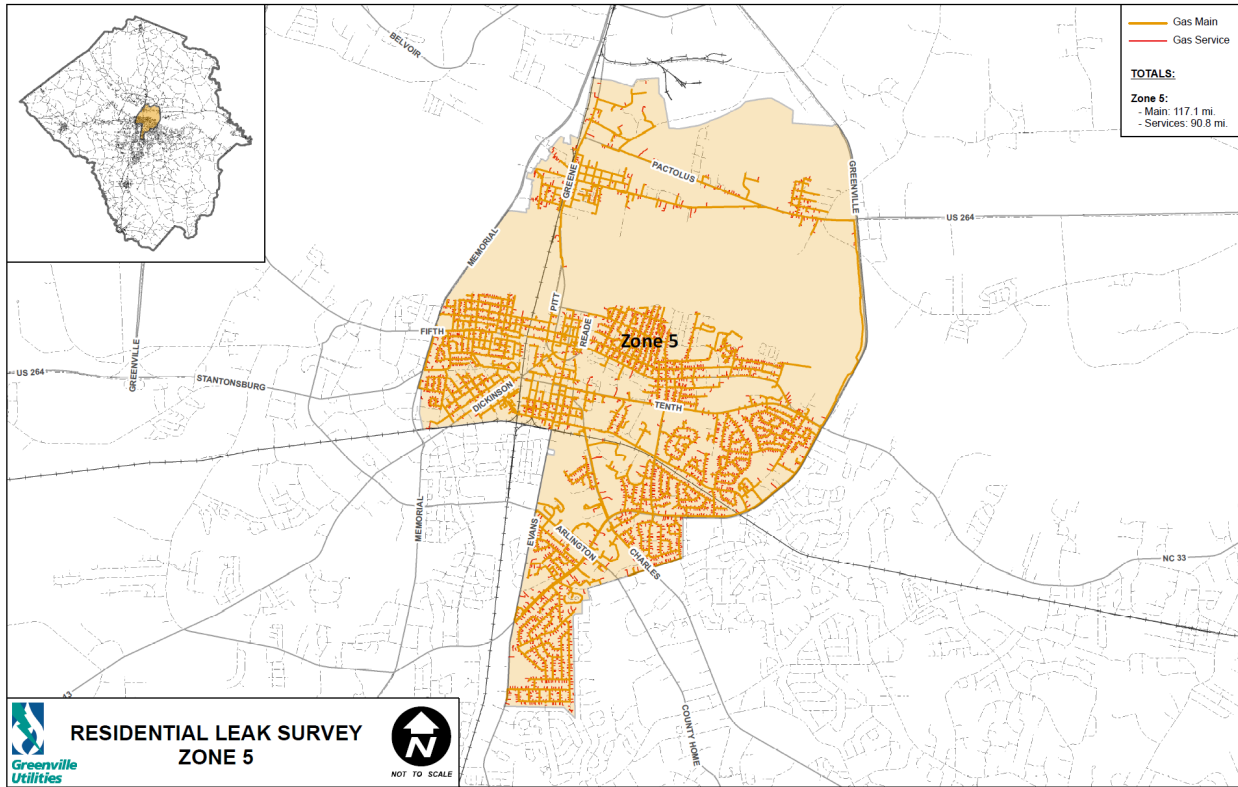 Gas Main
Gas Service
TOTALS:
Zone 5:
- Main: 117.1 mi.
- Services: 90.8 mi.
BELVOIR
GREENE
PACTOLUS
GREENVILLE
US 264
MEMORIAL
PITT
READE
FIFTH
Zone 5
GREENVILLE
US 264
STANTONSBURG
DICKINSON
TENTH
MEMORIAL
EVANS
ARLINGTON
CHARLES
NC 33
13
COUNTY HOME
RESIDENTIAL LEAK SURVEY
ZONE 5
N
NOT TO SCALE
Greenville
Utilities